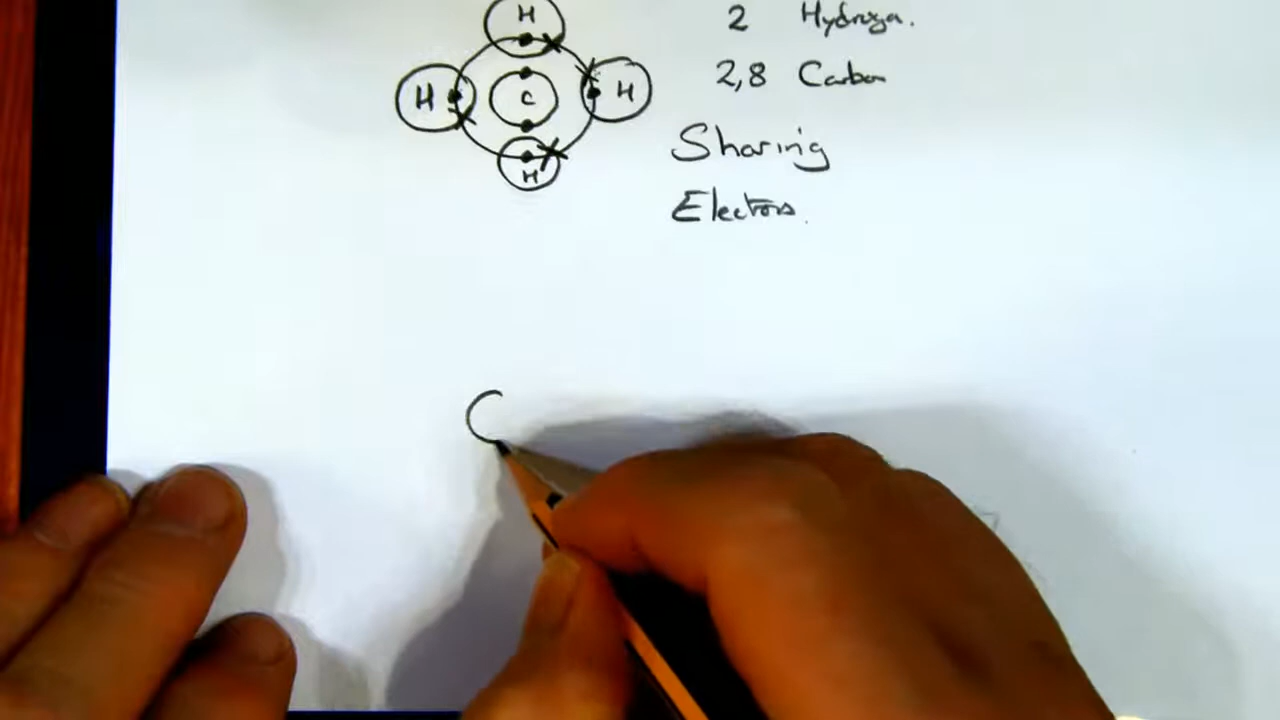 H
2 Hydrogen.
2,8 Carbon
H C H
Sharing
H
Electrons.
C